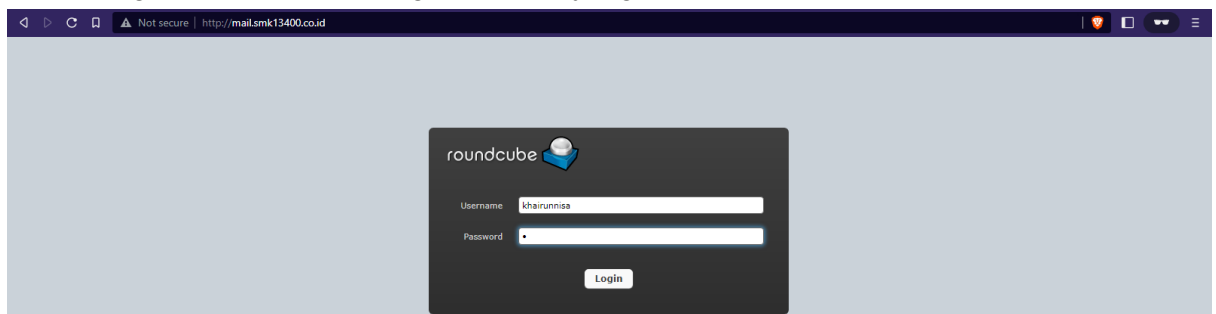 Not secure | http://mail.smk13400.co.id
roundcube
Username khairunnisa
Password •
Login